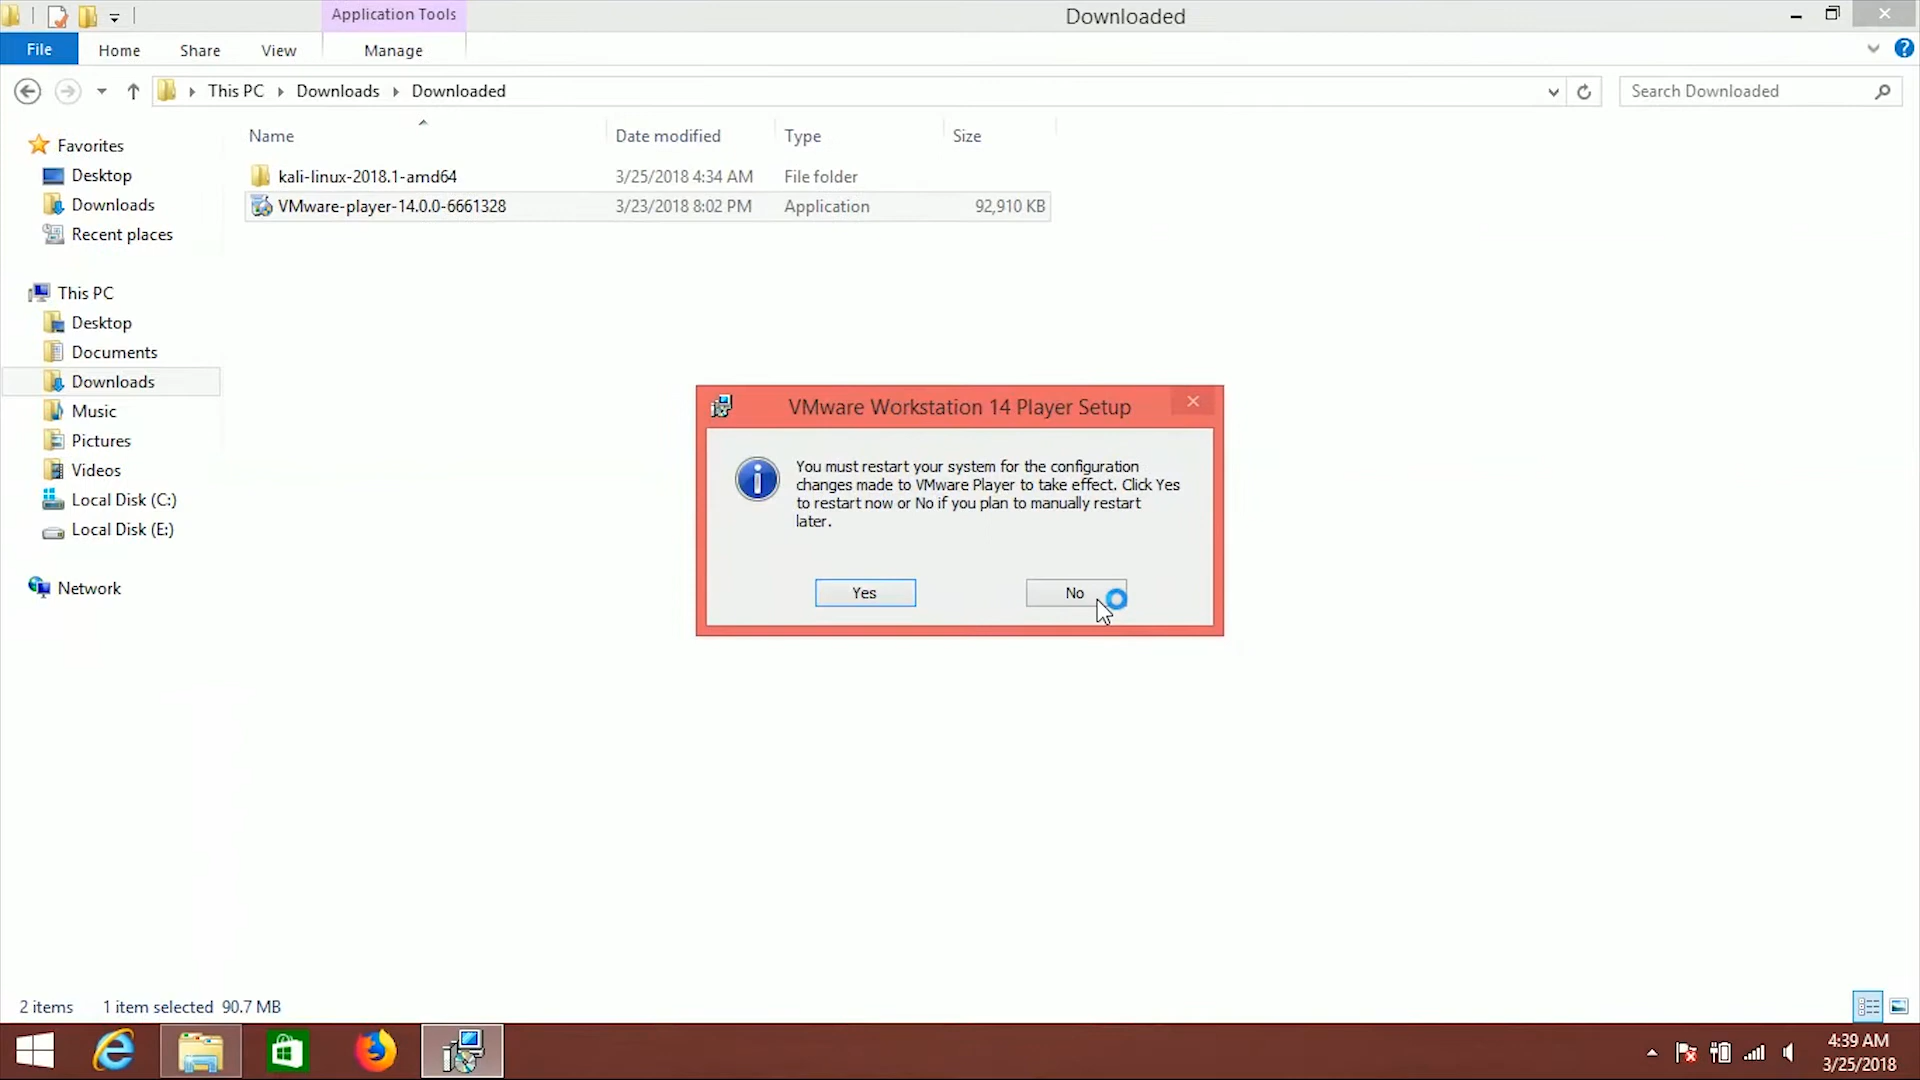 Application Tools
Downloaded
File
Home
Share
View
Manage
This PC
Downloads
Downloaded
Search Downloaded
Name
Date modified
Type
Size
Favorites
Desktop
Downloads
Recent places
kali-linux-2018.1-amd64
3/25/2018 4:34 AM
File folder
VMware-player-14.0.0-6661328
3/23/2018 8:02 PM
Application
92,910 KB
This PC
Desktop
Documents
Downloads
Music
Pictures
Videos
Local Disk (C:)
Local Disk (E:)
Network
VMware Workstation 14 Player Setup
You must restart your system for the configuration
changes made to VMware Player to take effect. Click Yes
to restart now or No if you plan to manually restart
later.
Yes
No
2 items
1 item selected 90.7 MB
4:39 AM
3/25/2018